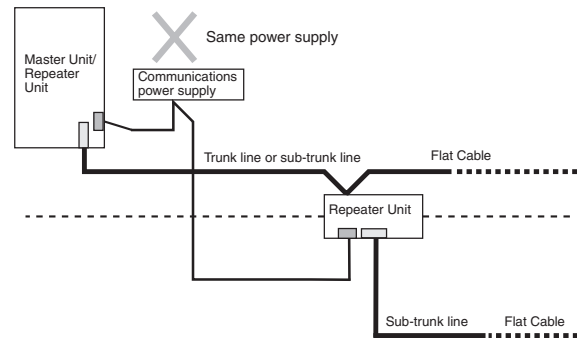 Same power supply
Master Unit/
Repeater
Unit
Communications
power supply
Trunk line or sub-trunk line
Flat Cable
Repeater Unit
Sub-trunk line
Flat Cable